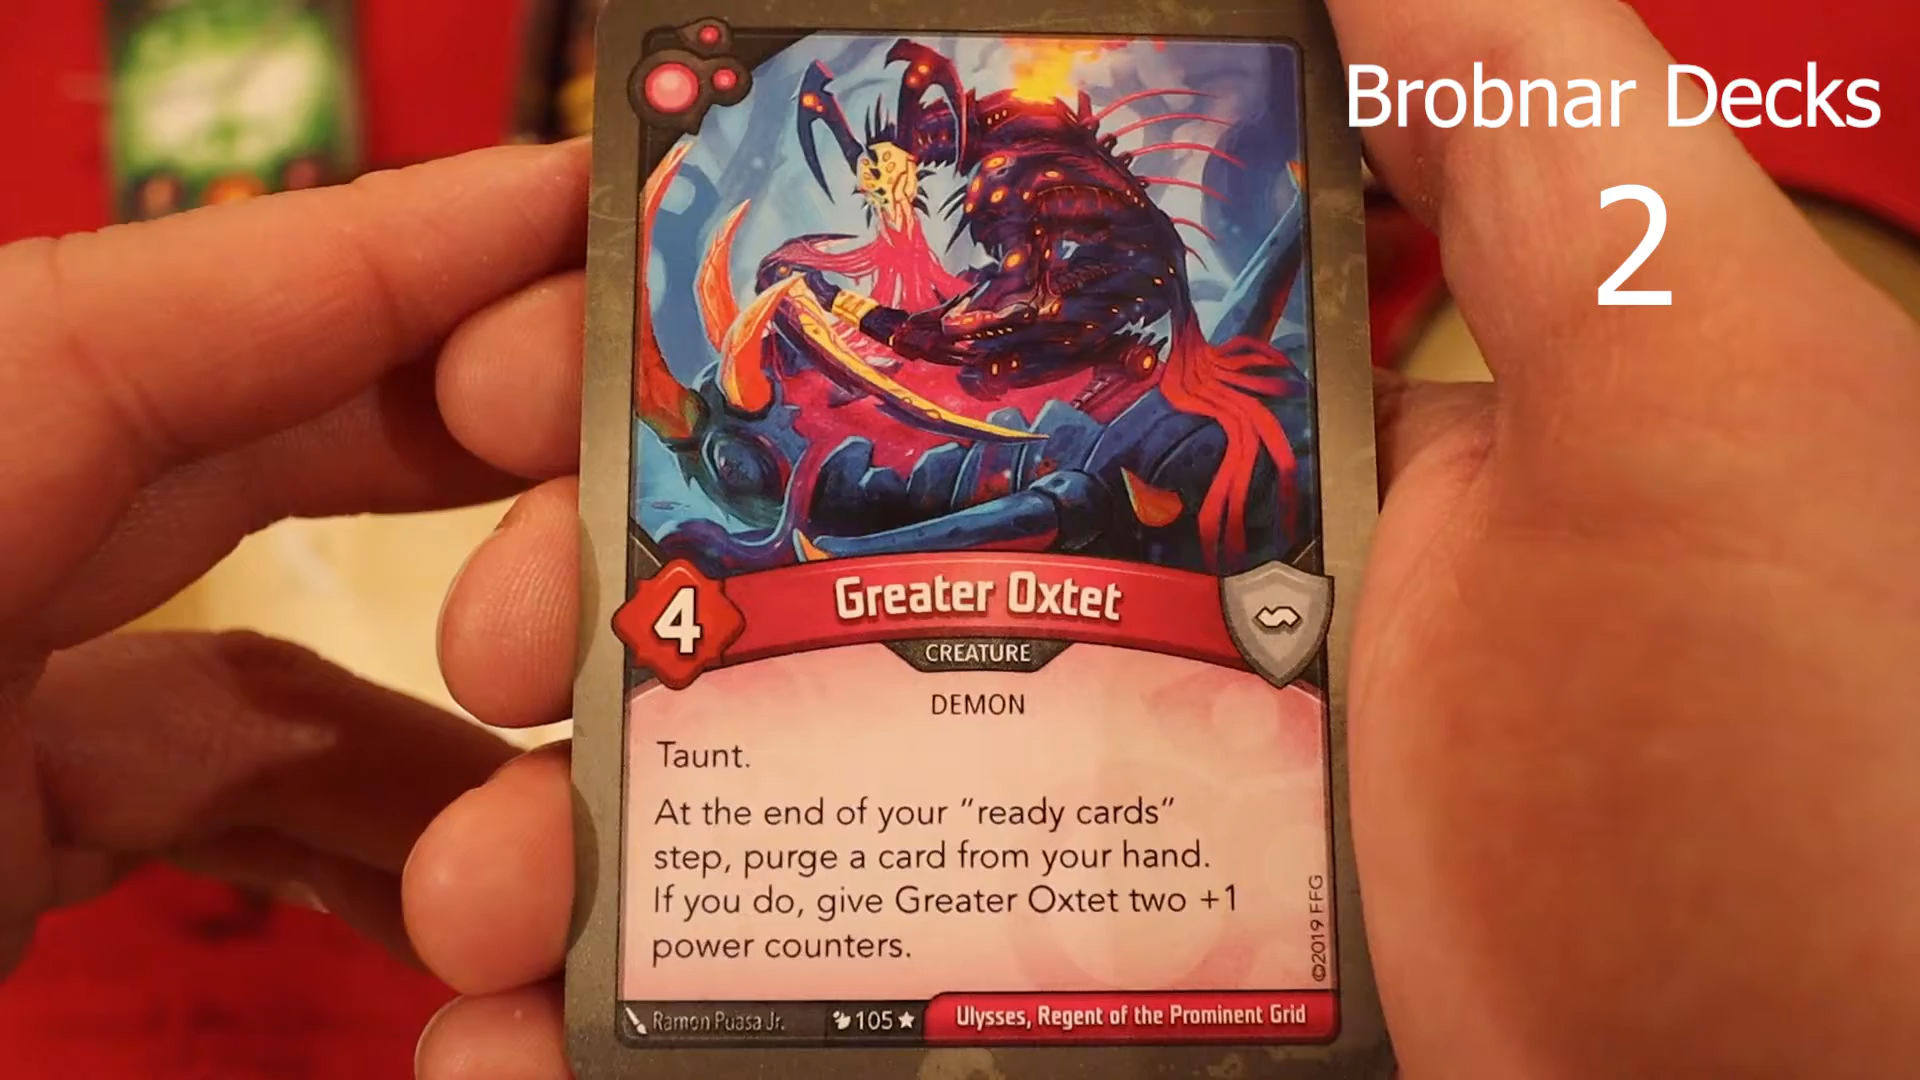 Brobnar Decks
2
4
Greater Oxtet
CREATURE
DEMON
Taunt.
At the end of your “ready cards”
step, purge a card from your hand.
If you do, give Greater Oxtet two +1
power counters.
©2019 FFG
Ramon Puasa Jr.
105
Ulysses, Regent of the Prominent Grid